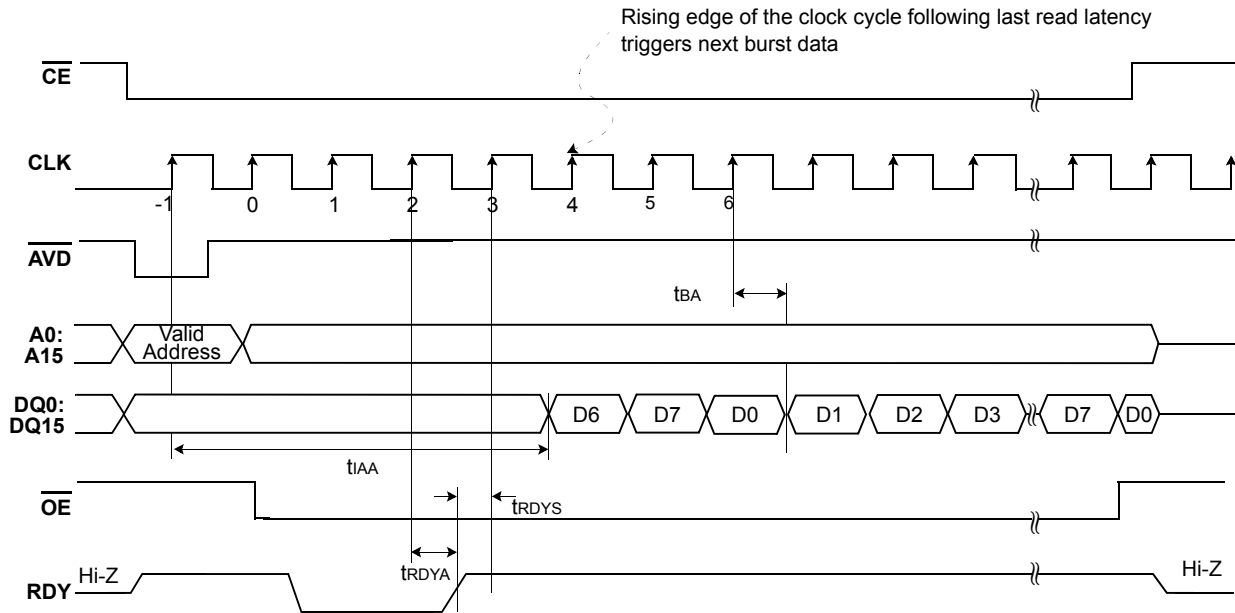 Rising edge of the clock cycle following last read latency
triggers next burst data
CE
CLK
-1 0 1 2 3 4 5 6
AVD
tBA
A0:
A15
Valid
Address
DQ0:
DQ15
D6 D7 D0 D1 D2 D3 D7 D0
tIAA
OE
tRDYS
tRDYA
RDY
Hi-Z
Hi-Z